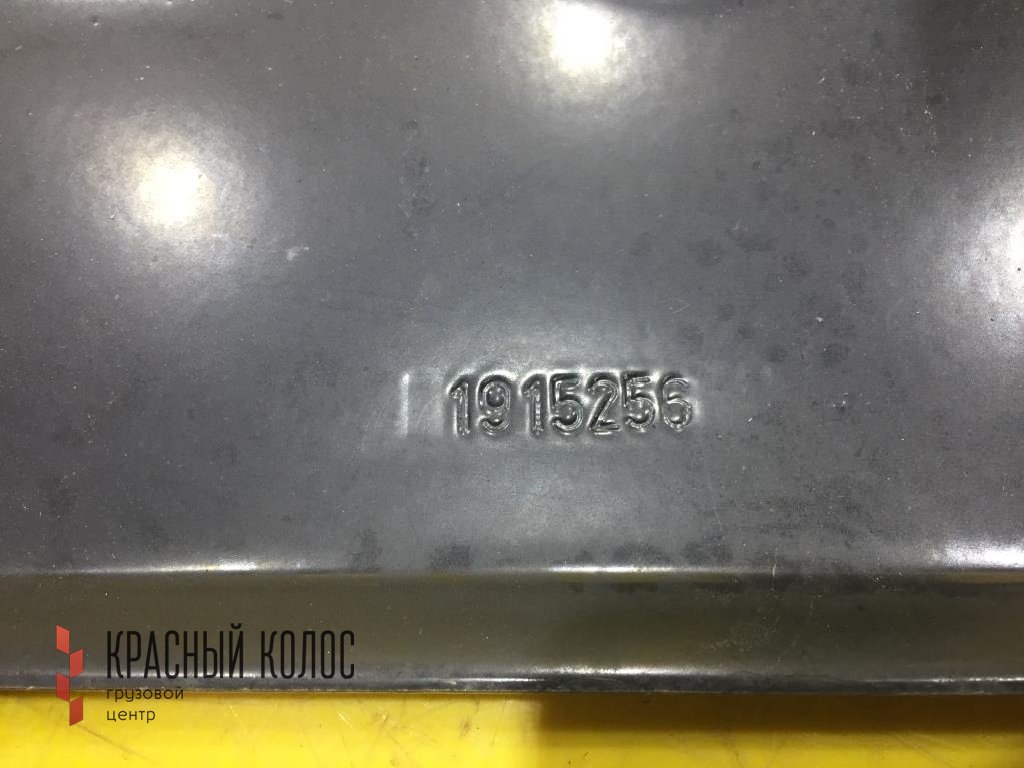 1915256
КРАСНЫЙ КОЛОС
грузовой
центр